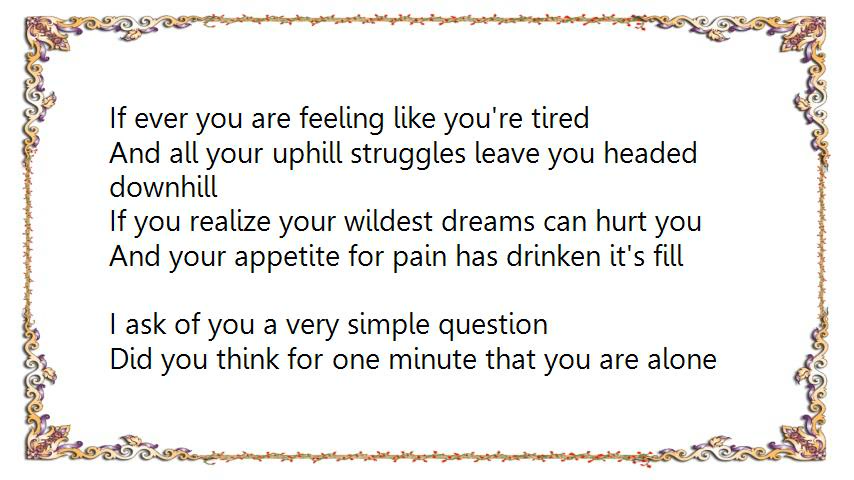 If ever you are feeling like you're tired
And all your uphill struggles leave you headed
downhill
If you realize your wildest dreams can hurt you
And your appetite for pain has drinken it's fill

I ask of you a very simple question
Did you think for one minute that you are alone